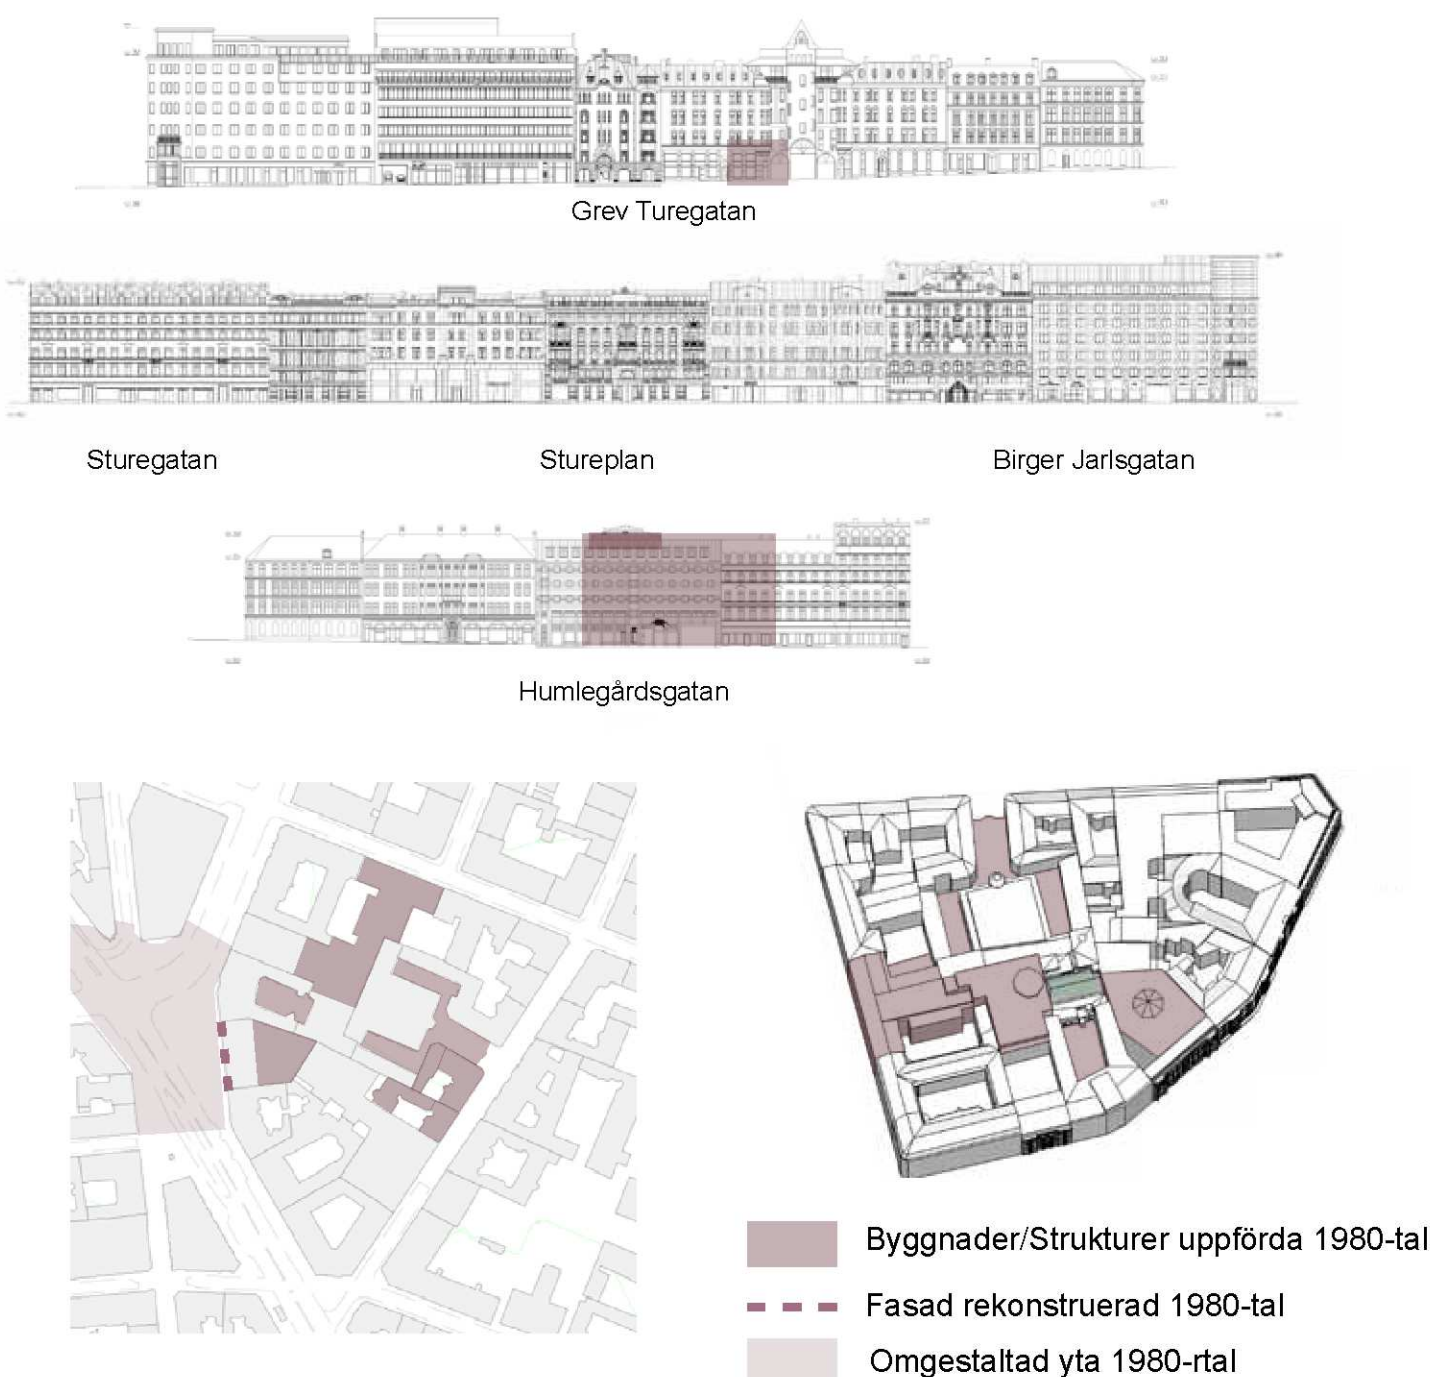 Grev Turegatan
Sturegatan
Stureplan
Birger Jarlsgatan
Humlegårdsgatan
Byggnader/Strukturer uppförda 1980-tal
Fasad rekonstruerad 1980-tal
Omgestaltad yta 1980-rtal